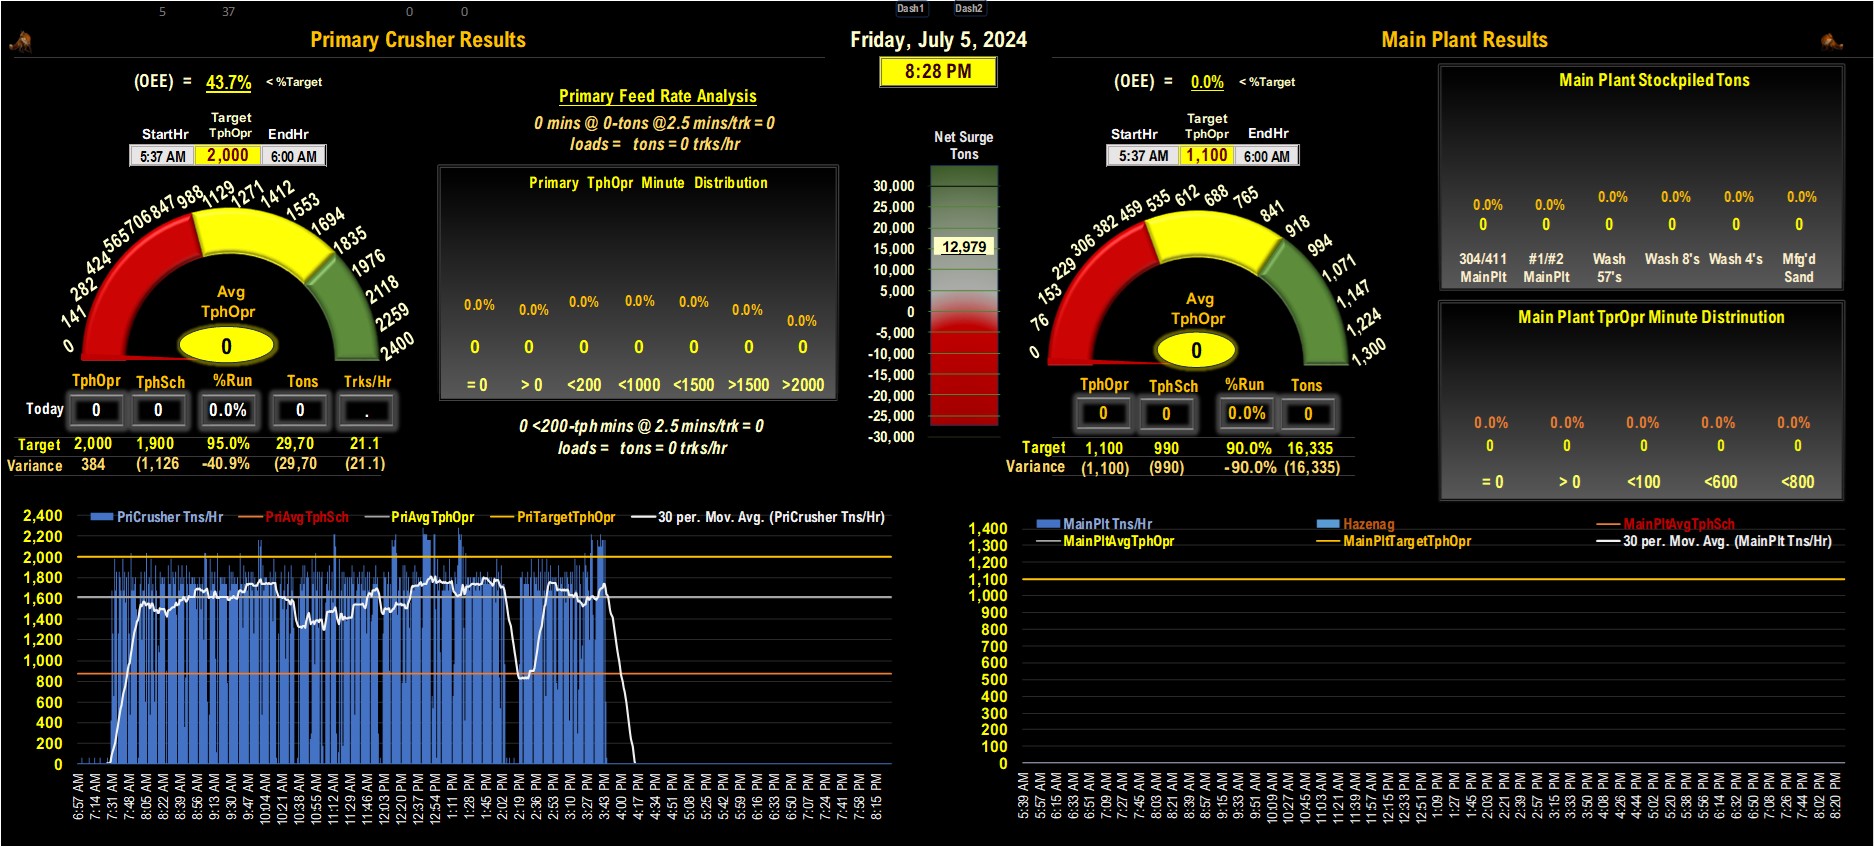 5 37 0 0 Dash1 Dash2
Primary Crusher Results
(OEE) = 43.7% < %Target
StartHr Target TphOpr EndHr
5:37 AM 2,000 6:00 AM
0 141 282 424 565 706 847 988 1129 1271 1412 1553 1694 1835 1976 2118 2259 2400
Avg
TphOpr
0
TphOpr TphSch %Run Tons Trks/Hr
Today 0 0 0.0% 0 .
Target 2,000 1,900 95.0% 29,70 21.1
Variance 384 (1,126 -40.9% (29,70 (21.1)
Primary Feed Rate Analysis
0 mins @ 0-tons @2.5 mins/trk = 0
loads = tons = 0 trks/hr
Primary TphOpr Minute Distribution
0.0% 0.0% 0.0% 0.0% 0.0% 0.0% 0.0%
0 0 0 0 0 0 0
= 0 > 0 <200 <1000 <1500 >1500 >2000
0 <200-tph mins @ 2.5 mins/trk = 0
loads = tons = 0 trks/hr
Friday, July 5, 2024
8:28 PM
Net Surge
Tons
30,000
25,000
20,000
15,000
12,979
10,000
5,000
0
-5,000
-10,000
-15,000
-20,000
-25,000
-30,000
Main Plant Results
(OEE) = 0.0% < %Target
StartHr Target TphOpr EndHr
5:37 AM 1,100 6:00 AM
0 76 153 229 306 382 459 535 612 688 765 841 918 994 1,071 1,147 1,224 1,300
Avg
TphOpr
0
TphOpr TphSch %Run Tons
0 0 0.0% 0
Target 1,100 990 90.0% 16,335
Variance (1,100) (990) -90.0% (16,335)
Main Plant Stockpiled Tons
0.0% 0.0% 0.0% 0.0% 0.0% 0.0%
0 0 0 0 0 0
304/411 MainPlt #1/#2 MainPlt Wash 57's Wash 8's Wash 4's Mfg'd Sand
Main Plant TprOpr Minute Distrinution
0.0% 0.0% 0.0% 0.0% 0.0%
0 0 0 0 0
= 0 > 0 <100 <600 <800
PriCrusher Tns/Hr PriAvgTphSch PriAvgTphOpr PriTargetTphOpr 30 per. Mov. Avg. (PriCrusher Tns/Hr)
2,400
2,200
2,000
1,800
1,600
1,400
1,200
1,000
800
600
400
200
0
6:57 AM 7:14 AM 7:31 AM 7:48 AM 8:05 AM 8:22 AM 8:39 AM 8:56 AM 9:13 AM 9:30 AM 9:47 AM 10:04 AM 10:21 AM 10:38 AM 10:55 AM 11:12 AM 11:29 AM 11:46 AM 12:03 PM 12:20 PM 12:37 PM 12:54 PM 1:11 PM 1:28 PM 1:45 PM 2:02 PM 2:19 PM 2:36 PM 2:53 PM 3:10 PM 3:27 PM 3:43 PM 4:00 PM 4:17 PM 4:34 PM 4:51 PM 5:08 PM 5:25 PM 5:42 PM 5:59 PM 6:16 PM 6:33 PM 6:50 PM 7:07 PM 7:24 PM 7:41 PM 7:58 PM 8:15 PM
MainPlt Tns/Hr Hazenag MainPltAvgTphSch
MainPltAvgTphOpr MainPltTargetTphOpr 30 per. Mov. Avg. (MainPlt Tns/Hr)
1,400
1,300
1,200
1,100
1,000
900
800
700
600
500
400
300
200
100
0
5:39 AM 5:57 AM 6:15 AM 6:33 AM 6:51 AM 7:09 AM 7:27 AM 7:45 AM 8:03 AM 8:21 AM 8:39 AM 8:57 AM 9:15 AM 9:33 AM 9:51 AM 10:09 AM 10:27 AM 10:45 AM 11:03 AM 11:21 AM 11:39 AM 11:57 AM 12:15 PM 12:33 PM 12:51 PM 1:09 PM 1:27 PM 1:45 PM 2:03 PM 2:21 PM 2:39 PM 2:57 PM 3:15 PM 3:33 PM 3:50 PM 4:08 PM 4:26 PM 4:44 PM 5:02 PM 5:20 PM 5:38 PM 5:56 PM 6:14 PM 6:32 PM 6:50 PM 7:08 PM 7:26 PM 7:44 PM 8:02 PM 8:20 PM